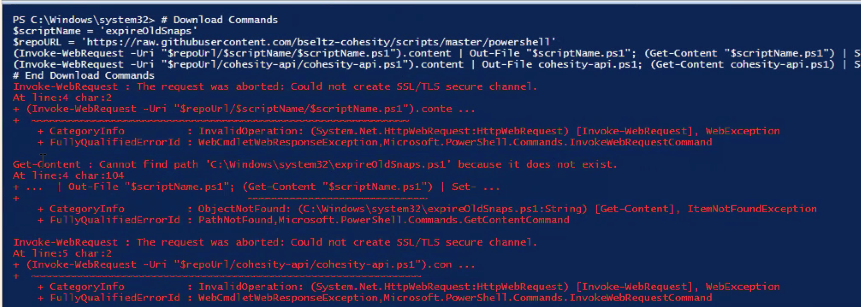 PS C:\Windows\system32> # Download Commands
$scriptName = 'expireOldSnaps'
$repoURL = 'https://raw.githubusercontent.com/bseltz-cohesity/scripts/master/powershell'
(Invoke-WebRequest -Uri "$repoUrl/$scriptName/$scriptName.ps1").content | Out-File "$scriptName.ps1"; (Get-Content "$scriptName.ps1") | S
(Invoke-WebRequest -Uri "$repoUrl/cohesity-api/cohesity-api.ps1").content | Out-File cohesity-api.ps1; (Get-Content cohesity-api.ps1) | Se
# End Download Commands
Invoke-WebRequest : The request was aborted: Could not create SSL/TLS secure channel.
At line:4 char:2
+ (Invoke-WebRequest -Uri "$repoUrl/$scriptName/$scriptName.ps1").conte ...
+  ~~~~~~~~~~~~~~~~~~~~~~~~~~~~~~~~~~~~~~~~~~~~~~~~~~~~~~~~~~~~
    + CategoryInfo          : InvalidOperation: (System.Net.HttpWebRequest:HttpWebRequest) [Invoke-WebRequest], WebException
    + FullyQualifiedErrorId : WebCmdletWebResponseException,Microsoft.PowerShell.Commands.InvokeWebRequestCommand
Get-Content : Cannot find path 'C:\Windows\system32\expireOldSnaps.ps1' because it does not exist.
At line:4 char:104
+ ...  | Out-File "$scriptName.ps1"; (Get-Content "$scriptName.ps1") | Set- ...
+                                     ~~~~~~~~~~~~~~~~~~~~~~~~~~~~
    + CategoryInfo          : ObjectNotFound: (C:\Windows\system32\expireOldSnaps.ps1:String) [Get-Content], ItemNotFoundException
    + FullyQualifiedErrorId : PathNotFound,Microsoft.PowerShell.Commands.GetContentCommand
Invoke-WebRequest : The request was aborted: Could not create SSL/TLS secure channel.
At line:5 char:2
+ (Invoke-WebRequest -Uri "$repoUrl/cohesity-api/cohesity-api.ps1").con ...
+  ~~~~~~~~~~~~~~~~~~~~~~~~~~~~~~~~~~~~~~~~~~~~~~~~~~~~~~~~~~~~~~
    + CategoryInfo          : InvalidOperation: (System.Net.HttpWebRequest:HttpWebRequest) [Invoke-WebRequest], WebException
    + FullyQualifiedErrorId : WebCmdletWebResponseException,Microsoft.PowerShell.Commands.InvokeWebRequestCommand